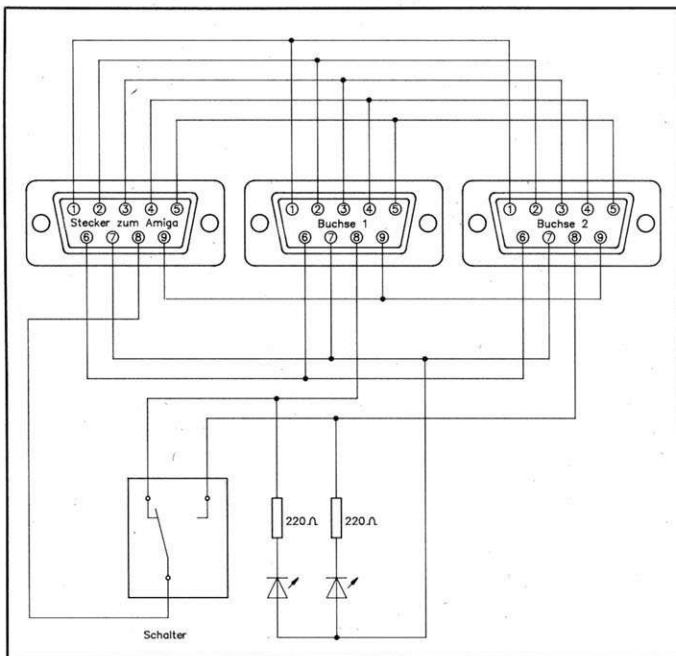 ① ② ③ ④ ⑤
Stecker zum Amiga
⑥ ⑦ ⑧ ⑨
① ② ③ ④ ⑤
Buchse 1
⑥ ⑦ ⑧ ⑨
① ② ③ ④ ⑤
Buchse 2
⑥ ⑦ ⑧ ⑨
220Ω
220Ω
Schalter